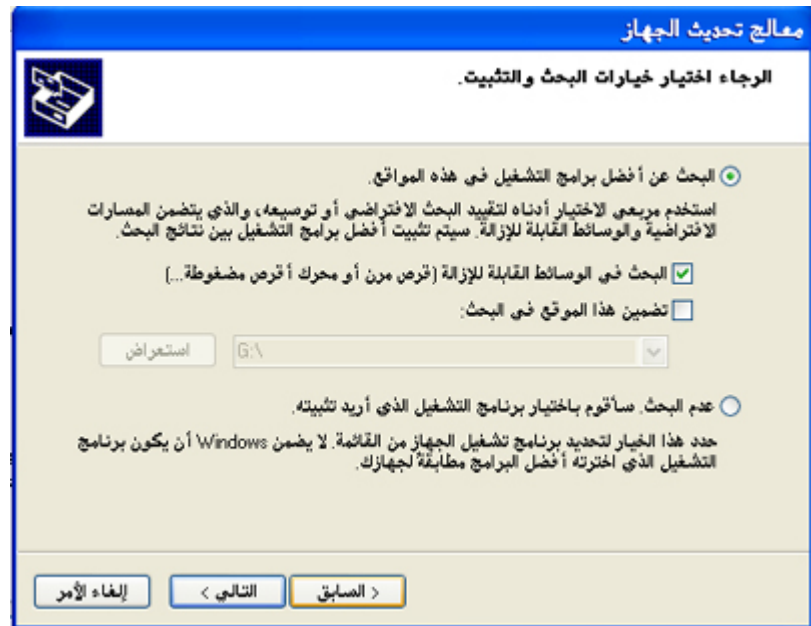 معالج تحديث الجهاز
الرجاء اختيار خيارات البحث والتثبيت.
البحث عن أفضل برامج التشغيل في هذه المواقع.
استخدم مربعي الاختيار أدناه لتقييد البحث الافتراضي أو توسيعه، والذي يتضمن المسارات
الافتراضية والوسائط القابلة للإزالة. سيتم تثبيت أفضل برامج التشغيل بين نتائج البحث.
البحث في الوسائط القابلة للإزالة (قرص مرن أو محرك أقرص مضغوطة...)
تضمين هذا الموقع في البحث:
G:\ استعراض
عدم البحث. سأقوم باختيار برنامج التشغيل الذي أريد تثبيته.
حدد هذا الخيار لتحديد برنامج تشغيل الجهاز من القائمة. لا يضمن Windows أن يكون برنامج
التشغيل الذي اخترته أفضل البرامج مطابقةً لجهازك.
< السابق التالي > إلغاء الأمر